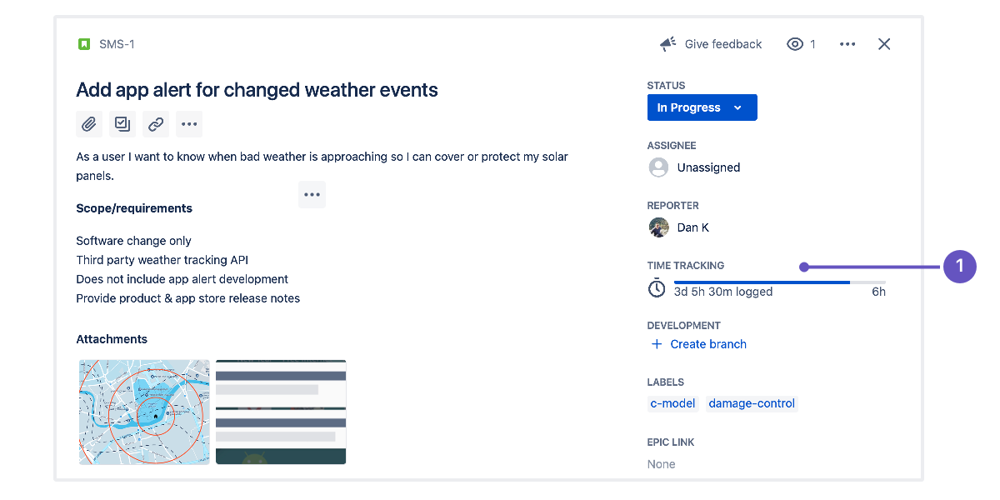 SMS-1
Give feedback
1
Add app alert for changed weather events
As a user I want to know when bad weather is approaching so I can cover or protect my solar
panels.
Scope/requirements
Software change only
Third party weather tracking API
Does not include app alert development
Provide product & app store release notes
Attachments
STATUS
In Progress
ASSIGNEE
Unassigned
REPORTER
Dan K
TIME TRACKING
1
3d 5h 30m logged
6h
DEVELOPMENT
+ Create branch
LABELS
c-model damage-control
EPIC LINK
None